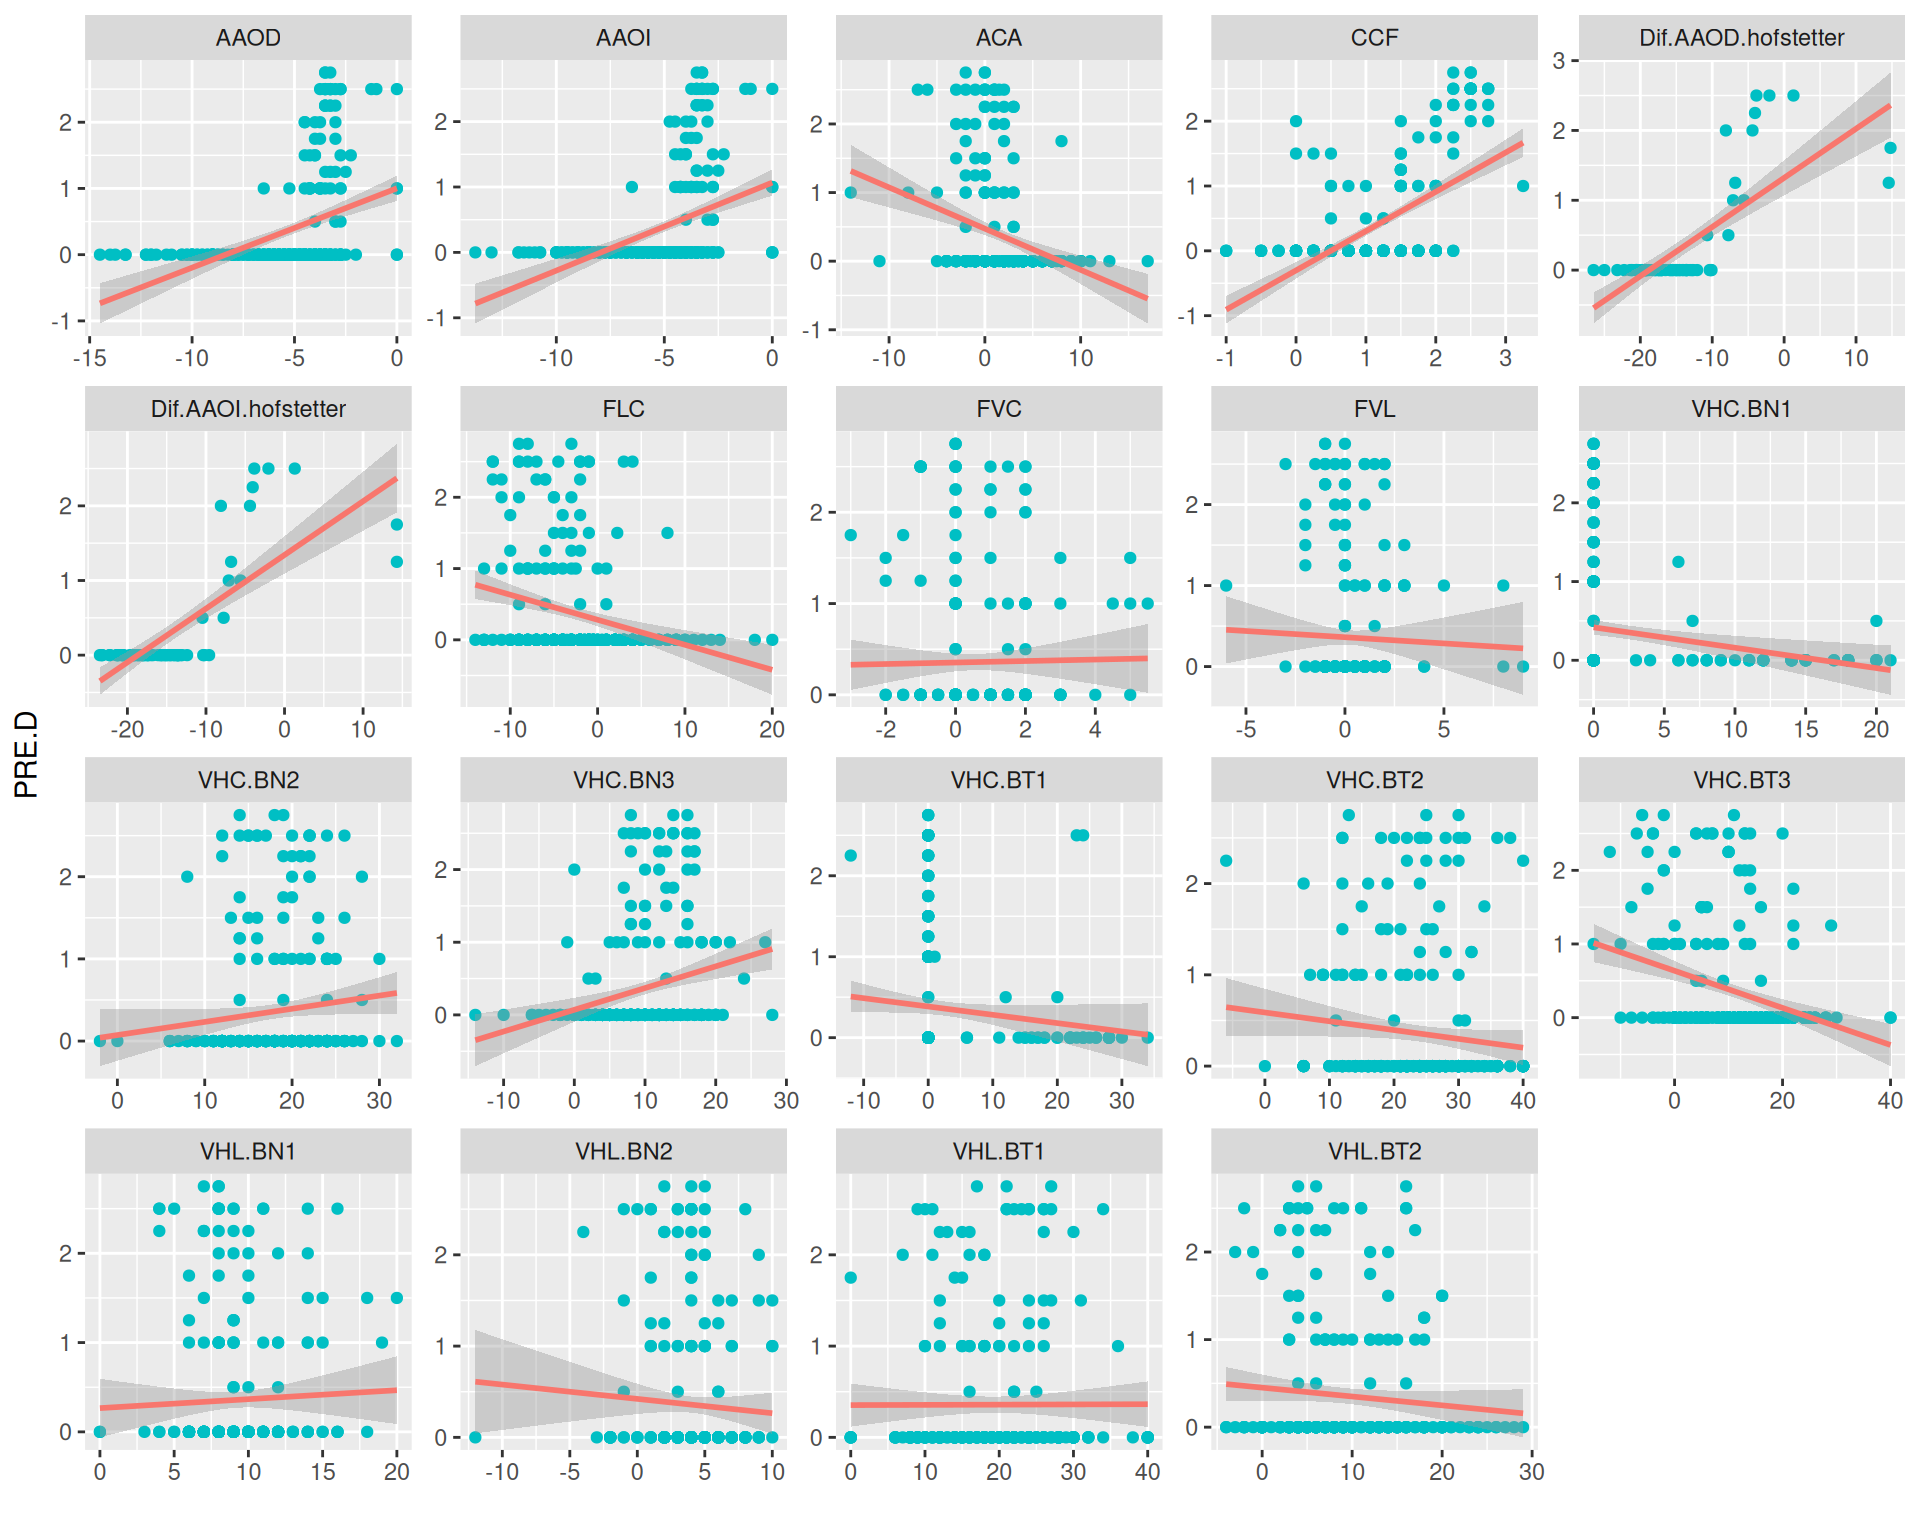 AAOD AAOI ACA CCF Dif.AAOD.hofstetter
2 1 0 -1 2 1 0 -1 2 1 0 -1 2 1 0 -1 3 2 1 0
-15 -10 -5 0 -10 -5 0 -10 0 10 -1 0 1 2 3 -20 -10 0 10
Dif.AAOI.hofstetter FLC FVC FVL VHC.BN1
2 1 0 2 1 0 2 1 0 2 1 0 2 1 0
-20 -10 0 10 -10 0 10 20 -2 0 2 4 -5 0 5 0 5 10 15 20
PRE.D
VHC.BN2 VHC.BN3 VHC.BT1 VHC.BT2 VHC.BT3
2 1 0 2 1 0 2 1 0 2 1 0 2 1 0
0 10 20 30 -10 0 10 20 30 -10 0 10 20 30 0 10 20 30 40 0 20 40
VHL.BN1 VHL.BN2 VHL.BT1 VHL.BT2
2 1 0 2 1 0 2 1 0 2 1 0
0 5 10 15 20 -10 -5 0 5 10 0 10 20 30 40 0 10 20 30